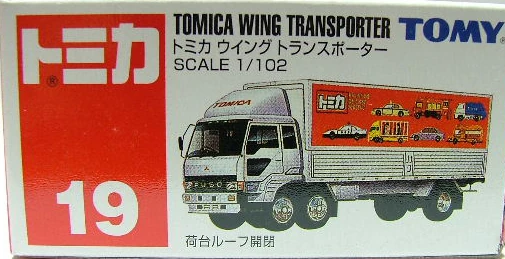 トミカ
®
19
TOMICA WING TRANSPORTER
トミカ ウイング トランスポーター
SCALE 1/102
TOMY
TOMICA
トミカ
FUSO
荷台ルーフ開閉